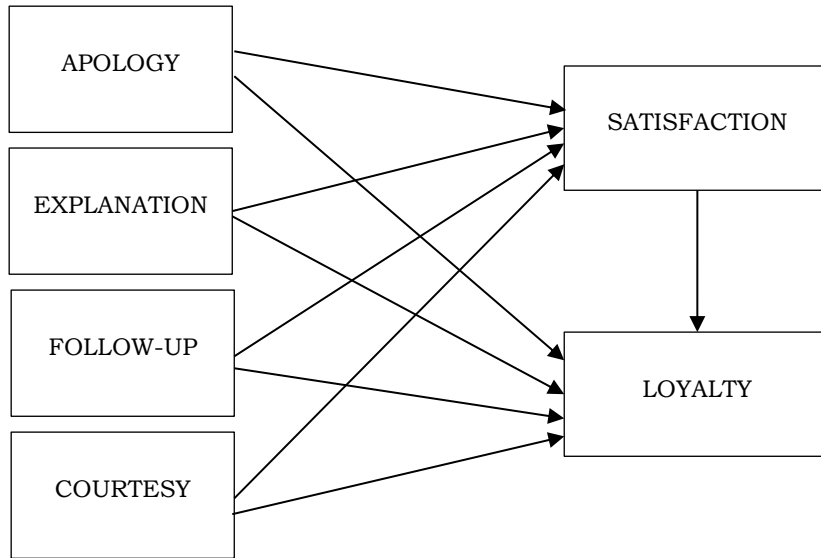 APOLOGY
EXPLANATION
FOLLOW-UP
COURTESY
SATISFACTION
LOYALTY